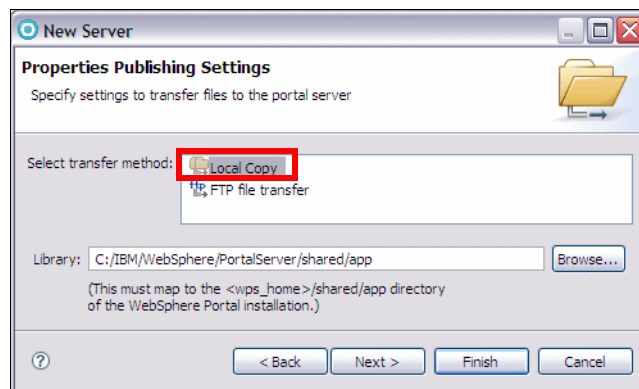 New Server
Properties Publishing Settings
Specify settings to transfer files to the portal server
Select transfer method:
Local Copy
FTP file transfer
Library: C:/IBM/WebSphere/PortalServer/shared/app Browse...
(This must map to the <wps_home>/shared/app directory
of the WebSphere Portal installation.)
? < Back Next > Finish Cancel